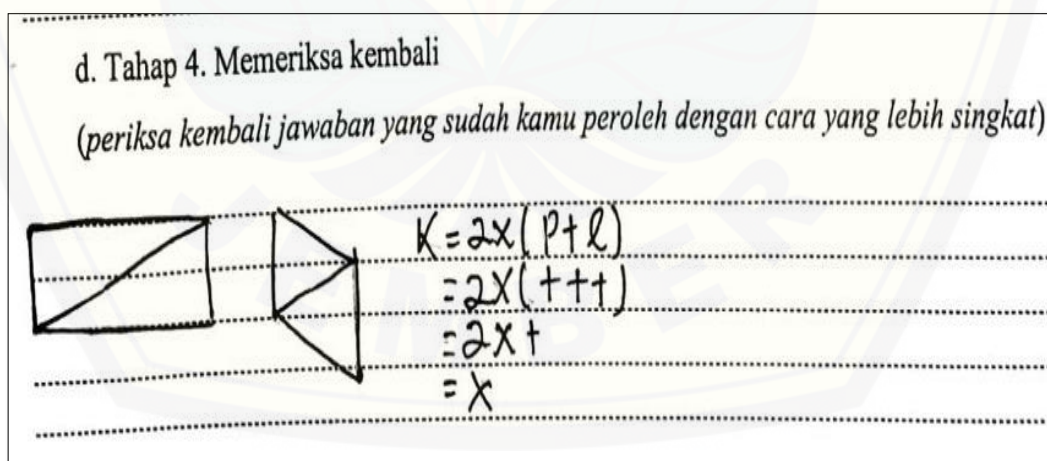 d. Tahap 4. Memeriksa kembali
(periksa kembali jawaban yang sudah kamu peroleh dengan cara yang lebih singkat)
K = 2x(p+l)
= 2x(+++)
= 2x+
= x